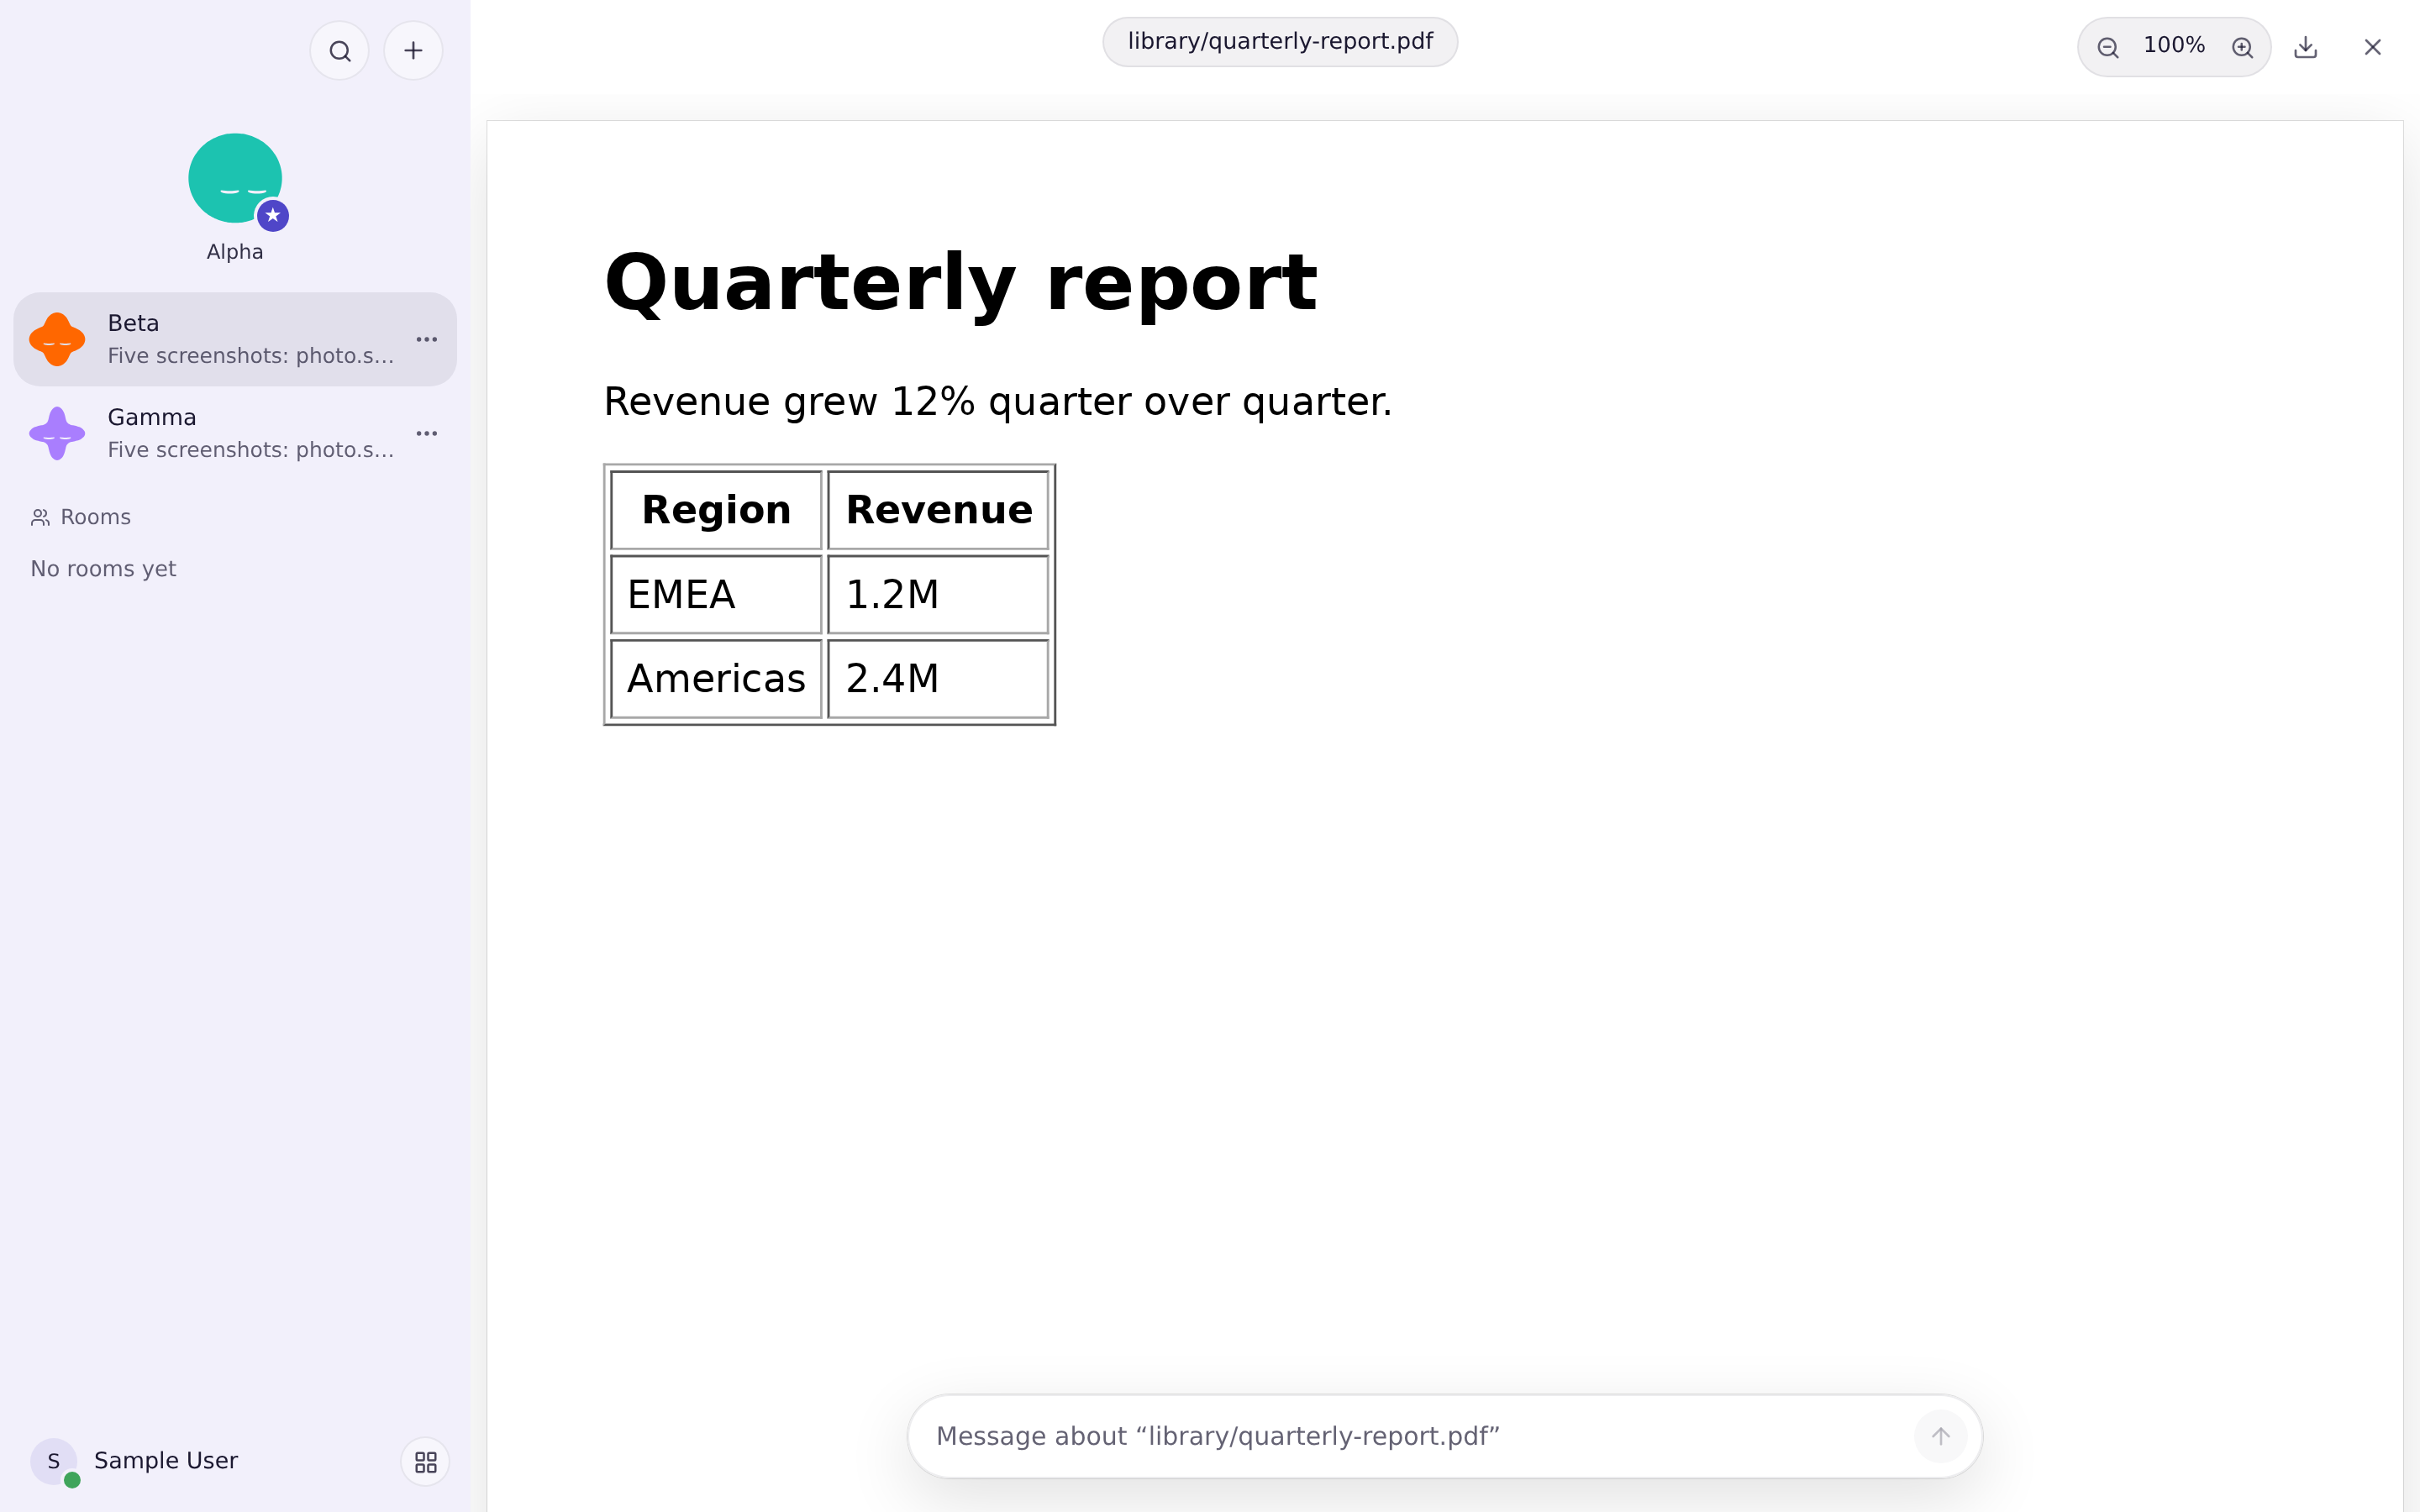 library/quarterly-report.pdf
100%
Alpha
Beta
Five screenshots: photo.s...
Gamma
Five screenshots: photo.s...
Rooms
No rooms yet
S
Sample User
Quarterly report
Revenue grew 12% quarter over quarter.
Region Revenue
EMEA 1.2M
Americas 2.4M
Message about “library/quarterly-report.pdf”